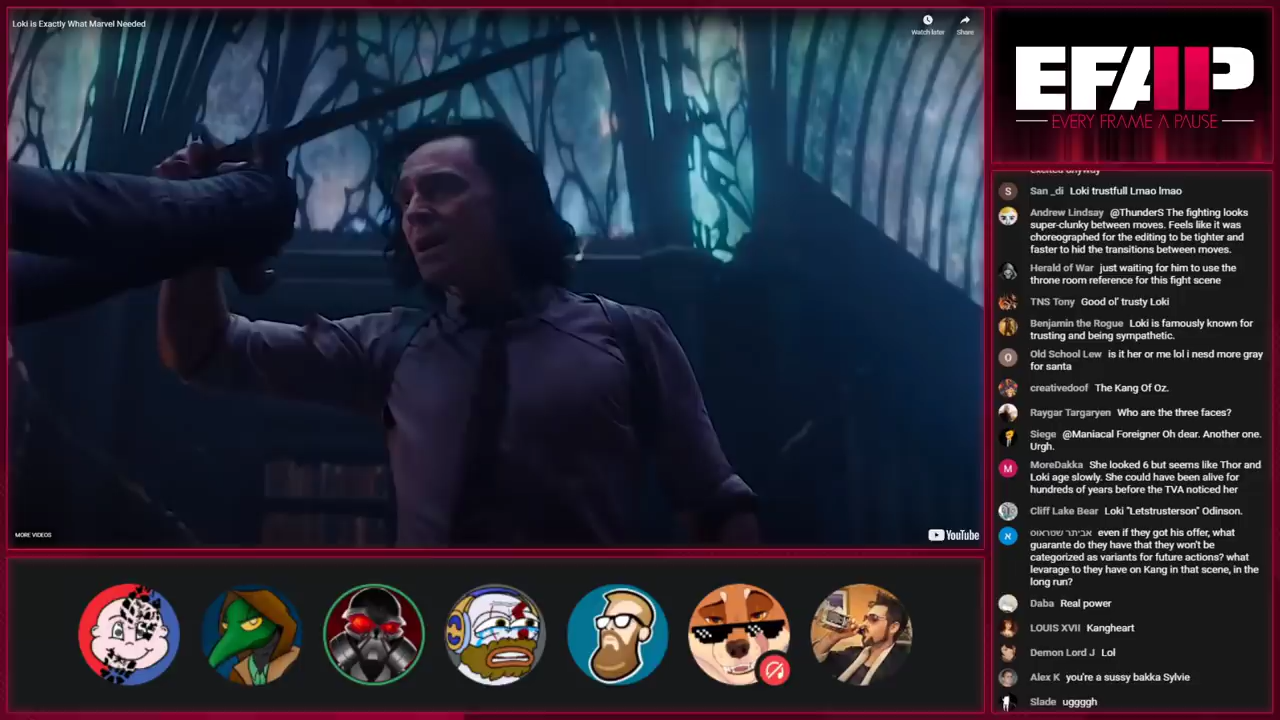 Loki is Exactly What Marvel Needed
Watch later
Share
MORE VIDEOS
YouTube
EFAP
EVERY FRAME A PAUSE
excited anyway
San _di Loki trustfull Lmao lmao
Andrew Lindsay @ThunderS The fighting looks
super-clunky between moves. Feels like it was
choreographed for the editing to be tighter and
faster to hid the transitions between moves.
Herald of War just waiting for him to use the
throne room reference for this fight scene
TNS Tony Good ol' trusty Loki
Benjamin the Rogue Loki is famously known for
trusting and being sympathetic.
Old School Lew is it her or me lol i nesd more gray
for santa
creativedoof The Kang Of Oz.
Raygar Targaryen Who are the three faces?
Siege @Maniacal Foreigner Oh dear. Another one.
Urgh.
MoreDakka She looked 6 but seems like Thor and
Loki age slowly. She could have been alive for
hundreds of years before the TVA noticed her
Cliff Lake Bear Loki "Letstrusterson" Odinson.
אביתר שטראוס even if they got his offer, what
guarante do they have that they won't be
categorized as variants for future actions? what
levarage to they have on Kang in that scene, in the
long run?
Daba Real power
LOUIS XVII Kangheart
Demon Lord J Lol
Alex K you're a sussy bakka Sylvie
Slade uggggh